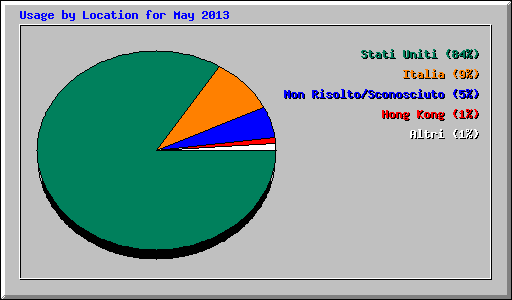 Usage by Location for May 2013
Stati Uniti (84%)
Italia (9%)
Non Risolto/Sconosciuto (5%)
Hong Kong (1%)
Altri (1%)